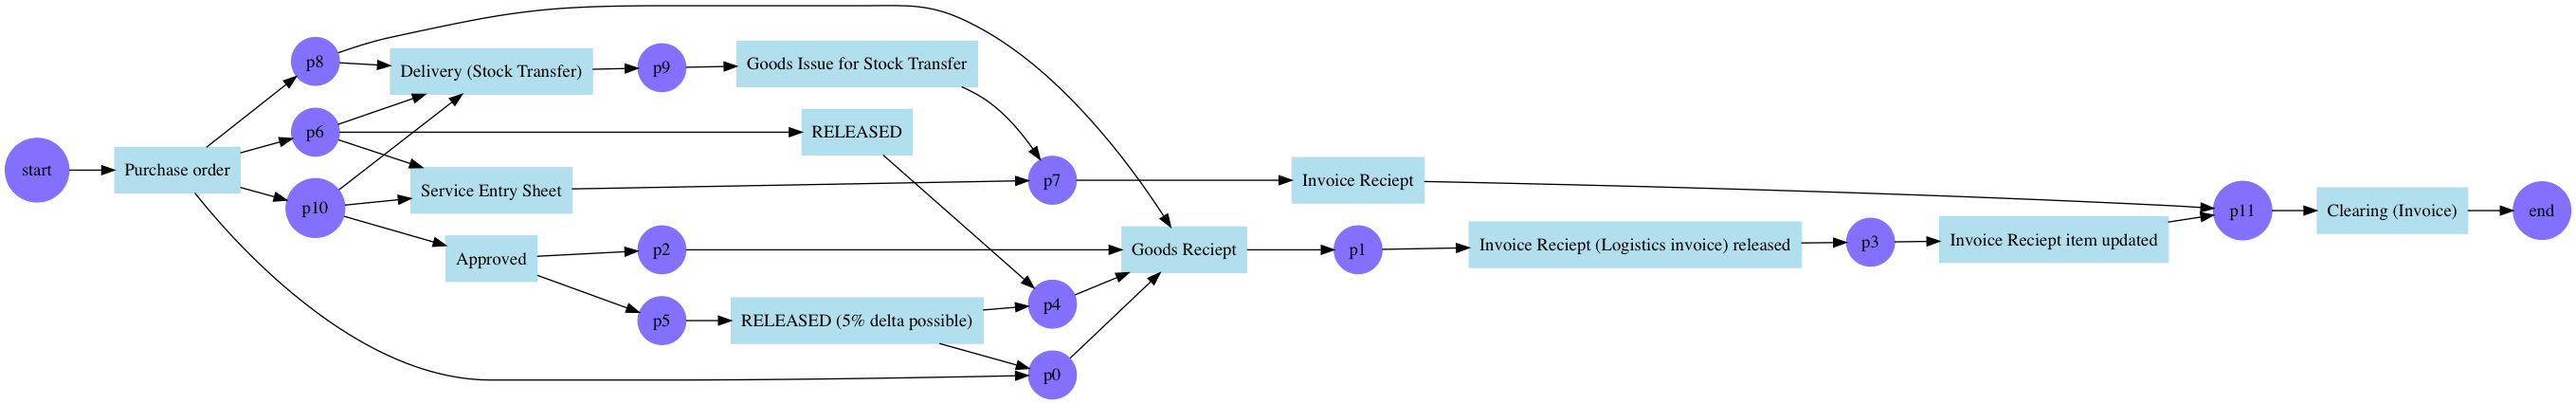 start
Purchase order
p8
p6
p10
Delivery (Stock Transfer)
Service Entry Sheet
Approved
p9
p2
p5
Goods Issue for Stock Transfer
RELEASED
RELEASED (5% delta possible)
p7
p4
p0
Goods Reciept
Invoice Reciept
p1
Invoice Reciept (Logistics invoice) released
p3
Invoice Reciept item updated
p11
Clearing (Invoice)
end